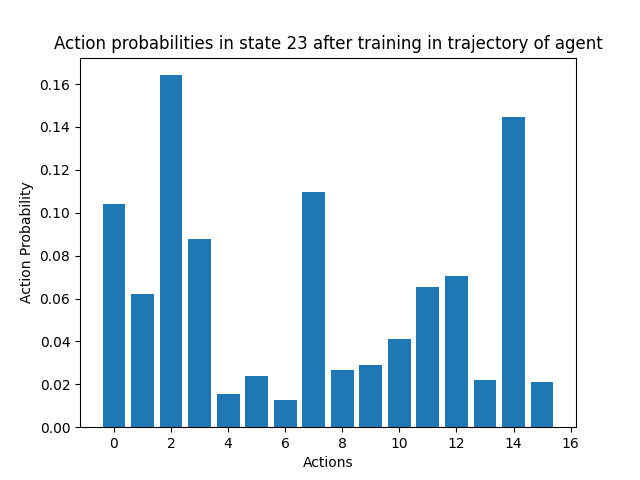 Action probabilities in state 23 after training in trajectory of agent
0.16
0.14
0.12
0.10
0.08
0.06
0.04
0.02
0.00
Action Probability
0 2 4 6 8 10 12 14 16
Actions